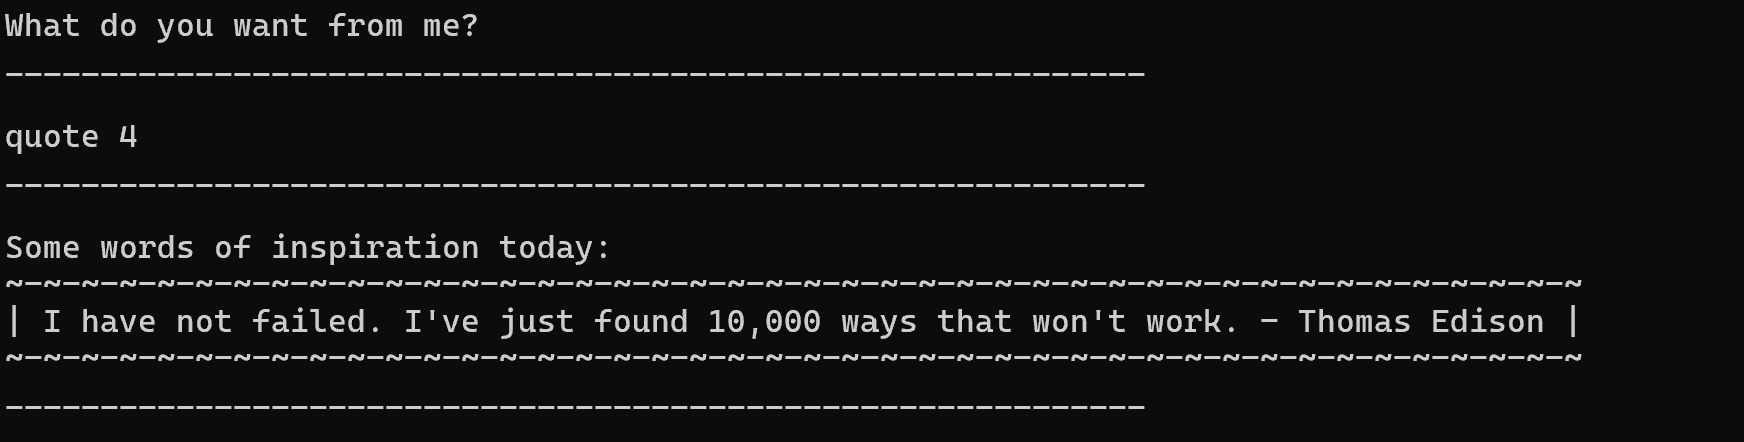 What do you want from me?
____________________________________________________________
quote 4
____________________________________________________________
Some words of inspiration today:
~-~-~-~-~-~-~-~-~-~-~-~-~-~-~-~-~-~-~-~-~-~-~-~-~-~-~-~-~-~-~-~-~-~-~-~-~-~-~-~-~-~
| I have not failed. I've just found 10,000 ways that won't work. - Thomas Edison |
~-~-~-~-~-~-~-~-~-~-~-~-~-~-~-~-~-~-~-~-~-~-~-~-~-~-~-~-~-~-~-~-~-~-~-~-~-~-~-~-~-~
____________________________________________________________